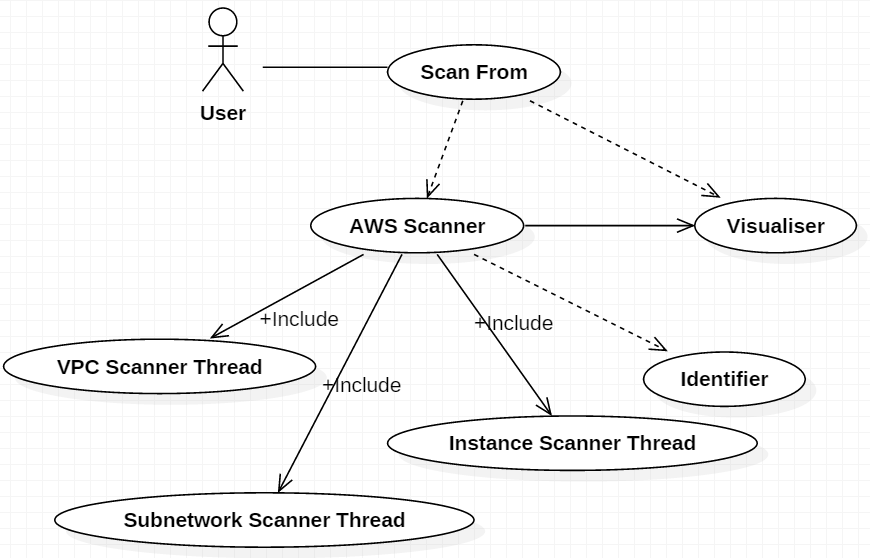 Scan From
User
AWS Scanner
Visualiser
+Include
+Include
VPC Scanner Thread
Identifier
+Include
Instance Scanner Thread
Subnetwork Scanner Thread